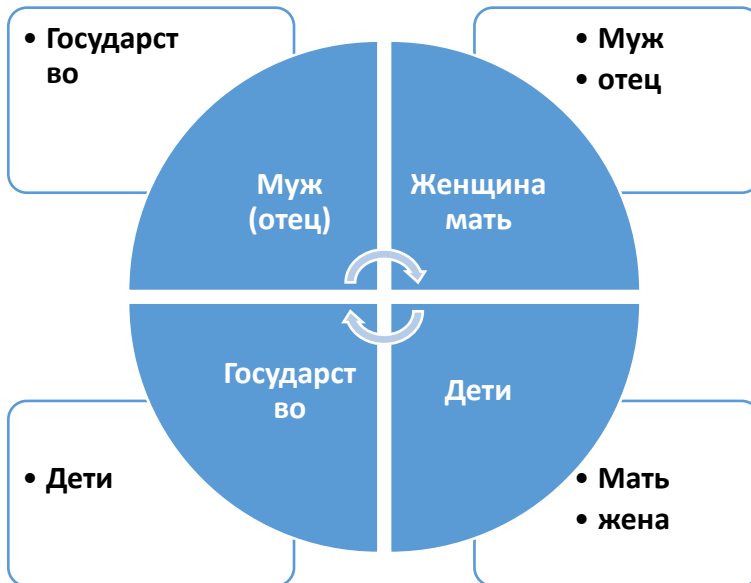 • Государст
во
• Муж
• отец
Муж
(отец)
Женщина
мать
Государст
во
Дети
• Дети
• Мать
• жена